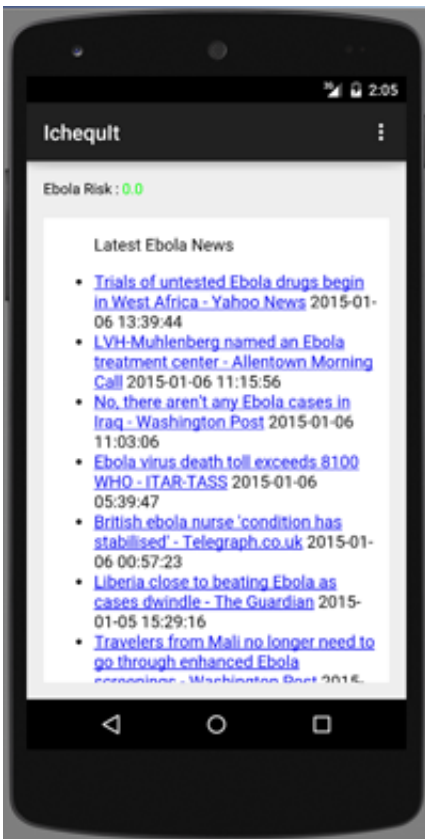 3G 2:05
IchequIt
Ebola Risk : 0.0
Latest Ebola News
Trials of untested Ebola drugs begin
in West Africa - Yahoo News 2015-01-
06 13:39:44
LVH-Muhlenberg named an Ebola
treatment center - Allentown Morning
Call 2015-01-06 11:15:56
No, there aren't any Ebola cases in
Iraq - Washington Post 2015-01-06
11:03:06
Ebola virus death toll exceeds 8100
WHO - ITAR-TASS 2015-01-06
05:39:47
British ebola nurse 'condition has
stabilised' - Telegraph.co.uk 2015-01-
06 00:57:23
Liberia close to beating Ebola as
cases dwindle - The Guardian 2015-
01-05 15:29:16
Travelers from Mali no longer need to
go through enhanced Ebola
screenings - Washington Post 2015-